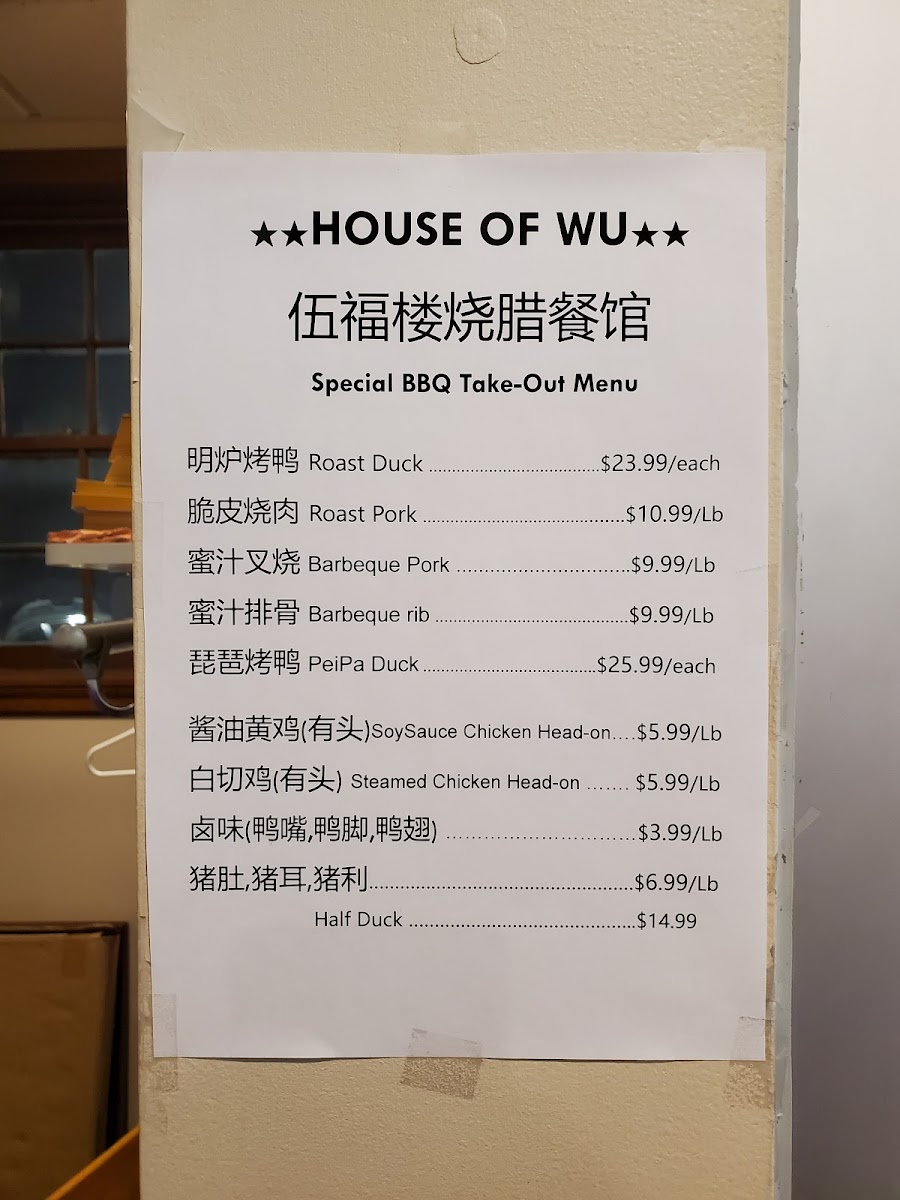 ★★HOUSE OF WU★★
伍福楼烧腊餐馆
Special BBQ Take-Out Menu
明炉烤鸭 Roast Duck ....................................$23.99/each
脆皮烧肉 Roast Pork ....................................$10.99/Lb
蜜汁叉烧 Barbeque Pork ....................................$9.99/Lb
蜜汁排骨 Barbeque rib ....................................$9.99/Lb
琵琶烤鸭 PeiPa Duck....................................$25.99/each
酱油黄鸡(有头)SoySauce Chicken Head-on....$5.99/Lb
白切鸡(有头) Steamed Chicken Head-on ....... $5.99/Lb
卤味(鸭嘴,鸭脚,鸭翅) ..............................$3.99/Lb
猪肚,猪耳,猪利....................................................$6.99/Lb
Half Duck ..........................................$14.99